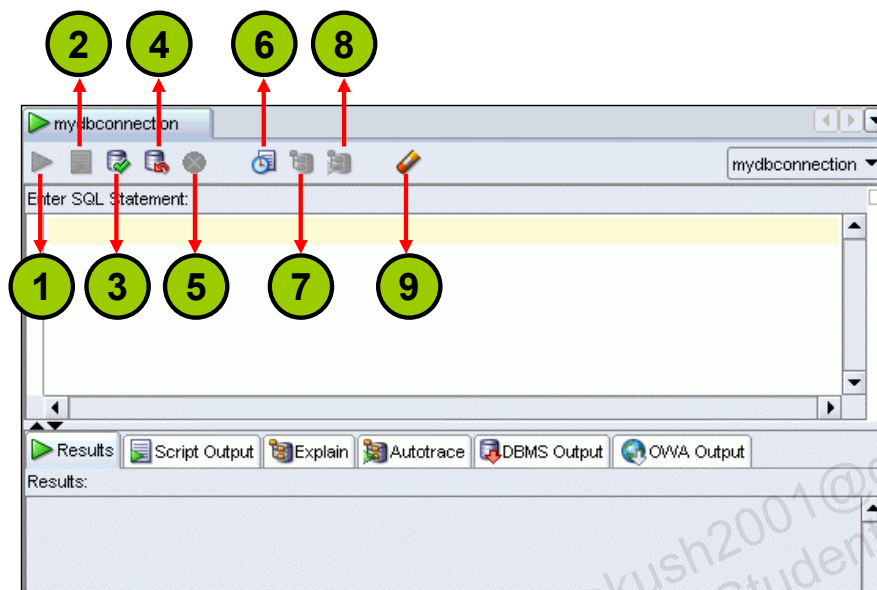 2 4 6 8
mydbconnection
mydbconnection
Enter SQL Statement:
1 3 5 7 9
Results Script Output Explain Autotrace DBMS Output OWA Output
Results: